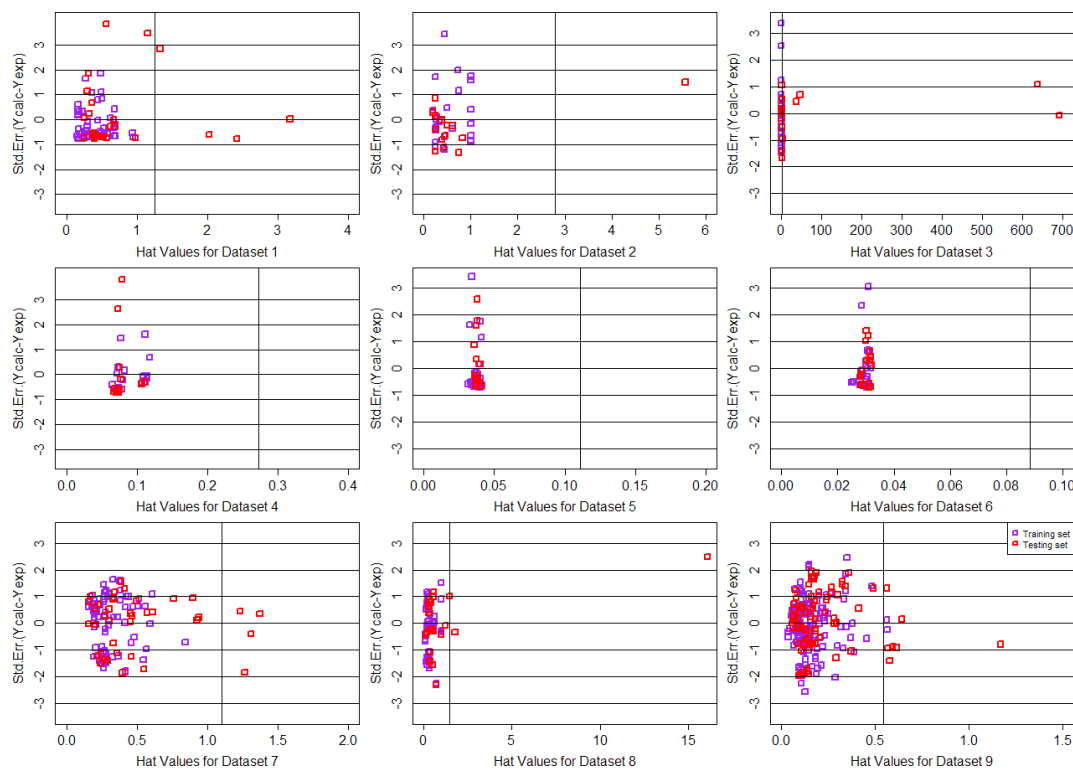 Std.Err.(Ycalc-Yexp)
3
2
1
0
-1
-2
-3
0 1 2 3 4
Hat Values for Dataset 1
Std.Err.(Ycalc-Yexp)
3
2
1
0
-1
-2
-3
0 1 2 3 4 5 6
Hat Values for Dataset 2
Std.Err.(Ycalc-Yexp)
3
2
1
0
-1
-2
-3
0 100 200 300 400 500 600 700
Hat Values for Dataset 3
Std.Err.(Ycalc-Yexp)
3
2
1
0
-1
-2
-3
0.0 0.1 0.2 0.3 0.4
Hat Values for Dataset 4
Std.Err.(Ycalc-Yexp)
3
2
1
0
-1
-2
-3
0.00 0.05 0.10 0.15 0.20
Hat Values for Dataset 5
Std.Err.(Ycalc-Yexp)
3
2
1
0
-1
-2
-3
0.00 0.02 0.04 0.06 0.08 0.10
Hat Values for Dataset 6
Std.Err.(Ycalc-Yexp)
3
2
1
0
-1
-2
-3
0.0 0.5 1.0 1.5 2.0
Hat Values for Dataset 7
Std.Err.(Ycalc-Yexp)
3
2
1
0
-1
-2
-3
0 5 10 15
Hat Values for Dataset 8
Std.Err.(Ycalc-Yexp)
3
2
1
0
-1
-2
-3
Training set
Testing set
0.0 0.5 1.0 1.5
Hat Values for Dataset 9